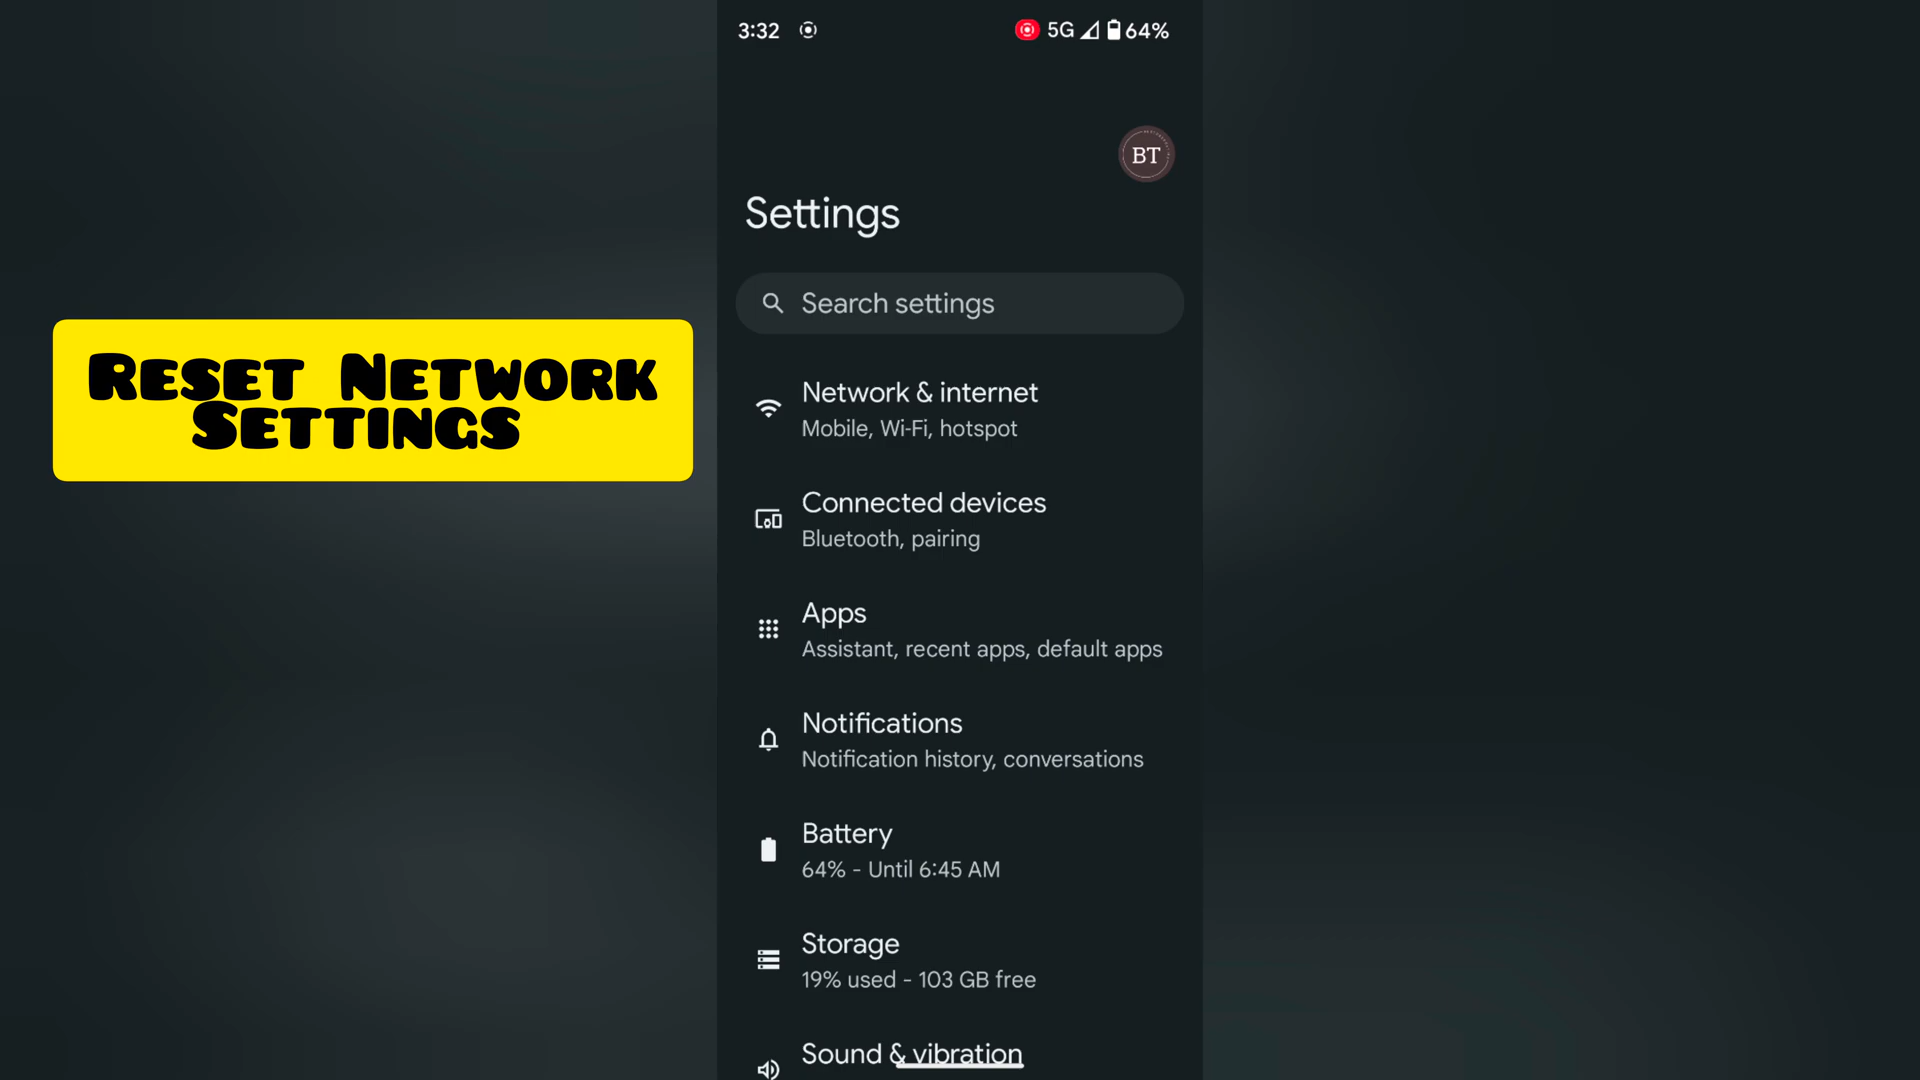 3:32 5G 64%
BT
Settings
Search settings
Reset Network
Settings
Network & internet
Mobile, Wi-Fi, hotspot
Connected devices
Bluetooth, pairing
Apps
Assistant, recent apps, default apps
Notifications
Notification history, conversations
Battery
64% - Until 6:45 AM
Storage
19% used - 103 GB free
Sound & vibration